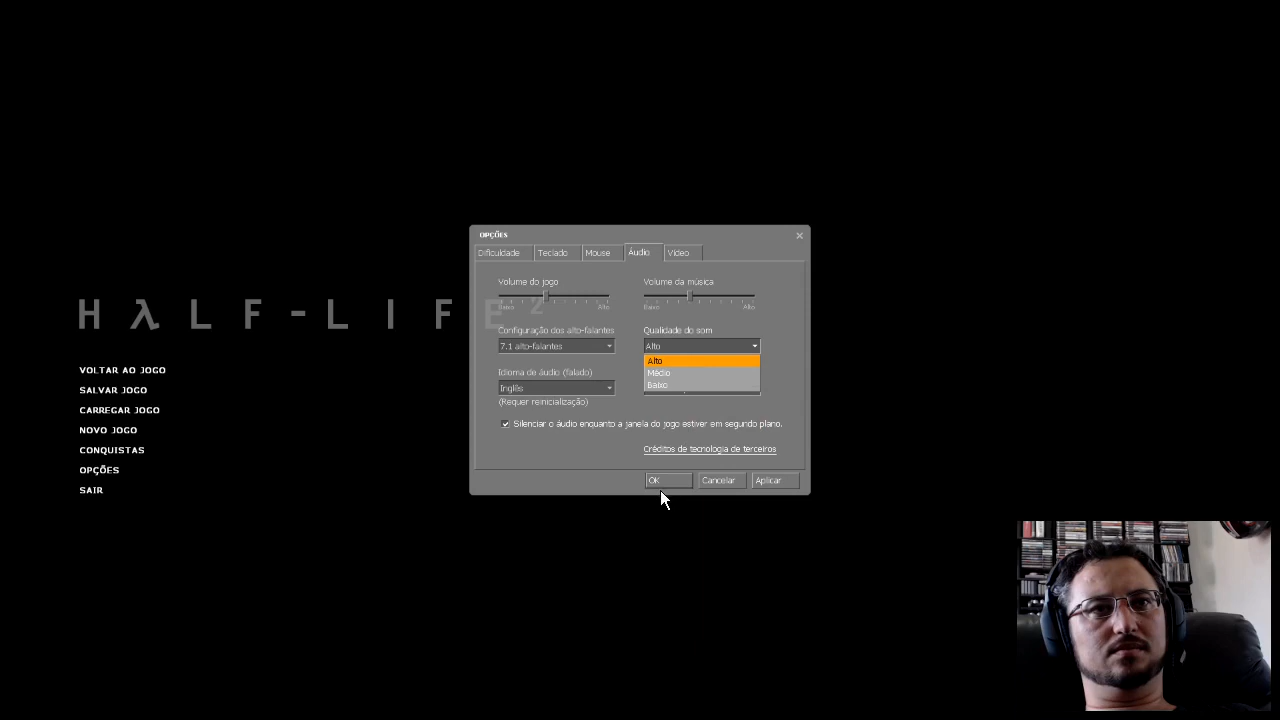 OPÇÕES
Dificuldade Teclado Mouse Áudio Vídeo
Volume do jogo Volume da música
Baixo Alto Baixo Alto
HλLF-LIFE²
Configuração dos alto-falantes Qualidade do som
7.1 alto-falantes Alto
Alto
Médio
Baixo
Idioma de áudio (falado)
Inglês
(Requer reinicialização)
Silenciar o áudio enquanto a janela do jogo estiver em segundo plano.
Créditos de tecnologia de terceiros
OK Cancelar Aplicar
VOLTAR AO JOGO
SALVAR JOGO
CARREGAR JOGO
NOVO JOGO
CONQUISTAS
OPÇÕES
SAIR